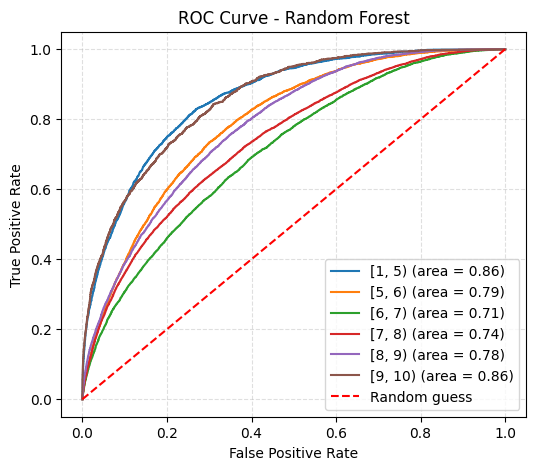 ROC Curve - Random Forest
True Positive Rate
1.0
0.8
0.6
0.4
0.2
0.0
[1, 5) (area = 0.86)
[5, 6) (area = 0.79)
[6, 7) (area = 0.71)
[7, 8) (area = 0.74)
[8, 9) (area = 0.78)
[9, 10) (area = 0.86)
Random guess
0.0 0.2 0.4 0.6 0.8 1.0
False Positive Rate